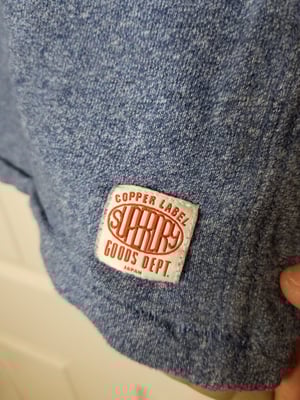 COPPER LABEL
SUPERDRY
GOODS DEPT.
JAPAN